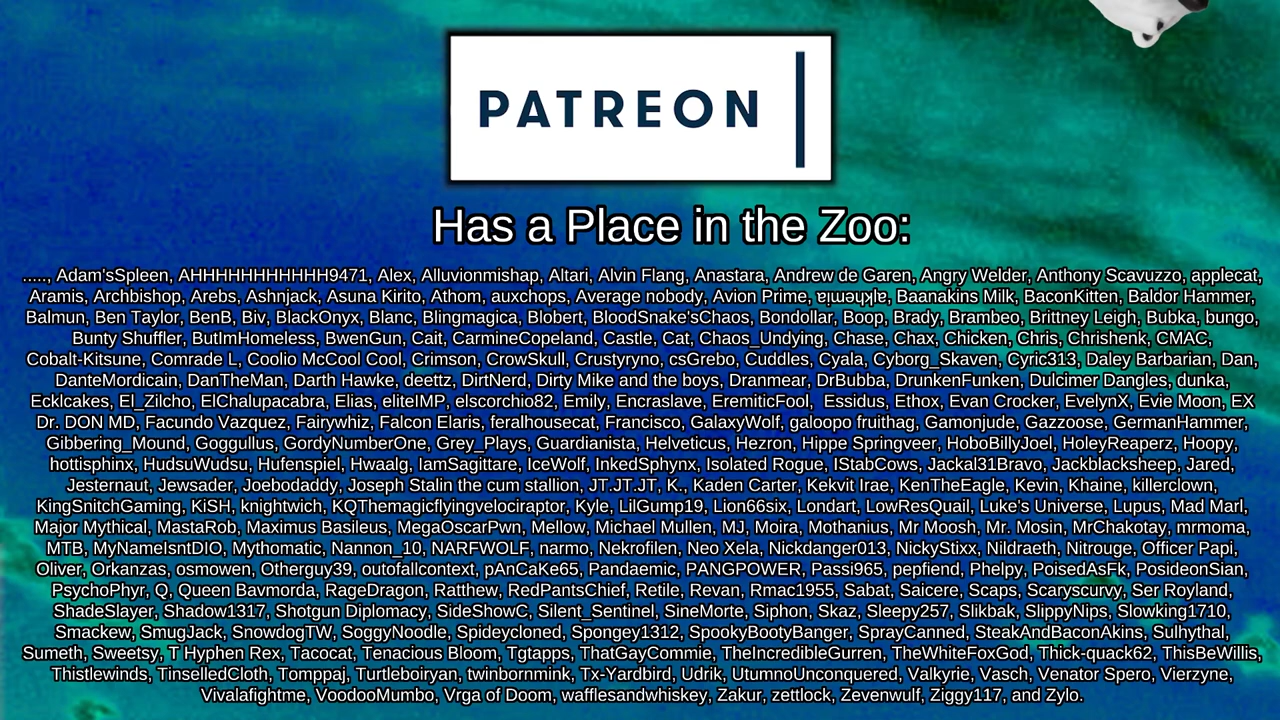 PATREON
Has a Place in the Zoo:
....., Adam'sSpleen, AHHHHHHHHHHH9471, Alex, Alluvionmishap, Altari, Alvin Flang, Anastara, Andrew de Garen, Angry Welder, Anthony Scavuzzo, applecat,
Aramis, Archbishop, Arebs, Ashnjack, Asuna Kirito, Athom, auxchops, Average nobody, Avion Prime, ɐlʞɥǝɯıɐ, Baanakins Milk, BaconKitten, Baldor Hammer,
Balmun, Ben Taylor, BenB, Biv, BlackOnyx, Blanc, Blingmagica, Blobert, BloodSnake'sChaos, Bondollar, Boop, Brady, Brambeo, Brittney Leigh, Bubka, bungo,
Bunty Shuffler, ButImHomeless, BwenGun, Cait, CarmineCopeland, Castle, Cat, Chaos_Undying, Chase, Chax, Chicken, Chris, Chrishenk, CMAC,
Cobalt-Kitsune, Comrade L, Coolio McCool Cool, Crimson, CrowSkull, Crustyryno, csGrebo, Cuddles, Cyala, Cyborg_Skaven, Cyric313, Daley Barbarian, Dan,
DanteMordicain, DanTheMan, Darth Hawke, deettz, DirtNerd, Dirty Mike and the boys, Dranmear, DrBubba, DrunkenFunken, Dulcimer Dangles, dunka,
Ecklcakes, El_Zilcho, ElChalupacabra, Elias, eliteIMP, elscorchio82, Emily, Encraslave, EremiticFool, Essidus, Ethox, Evan Crocker, EvelynX, Evie Moon, EX
Dr. DON MD, Facundo Vazquez, Fairywhiz, Falcon Elaris, feralhousecat, Francisco, GalaxyWolf, galoopo fruithag, Gamonjude, Gazzoose, GermanHammer,
Gibbering_Mound, Goggullus, GordyNumberOne, Grey_Plays, Guardianista, Helveticus, Hezron, Hippe Springveer, HoboBillyJoel, HoleyReaperz, Hoopy,
hottisphinx, HudsuWudsu, Hufenspiel, Hwaalg, IamSagittare, IceWolf, InkedSphynx, Isolated Rogue, IStabCows, Jackal31Bravo, Jackblacksheep, Jared,
Jesternaut, Jewsader, Joebodaddy, Joseph Stalin the cum stallion, JT.JT.JT, K., Kaden Carter, Kekvit Irae, KenTheEagle, Kevin, Khaine, killerclown,
KingSnitchGaming, KiSH, knightwich, KQThemagicflyingvelociraptor, Kyle, LilGump19, Lion66six, Londart, LowResQuail, Luke's Universe, Lupus, Mad Marl,
Major Mythical, MastaRob, Maximus Basileus, MegaOscarPwn, Mellow, Michael Mullen, MJ, Moira, Mothanius, Mr Moosh, Mr. Mosin, MrChakotay, mrmoma,
MTB, MyNameIsntDIO, Mythomatic, Nannon_10, NARFWOLF, narmo, Nekrofilen, Neo Xela, Nickdanger013, NickyStixx, Nildraeth, Nitrouge, Officer Papi,
Oliver, Orkanzas, osmowen, Otherguy39, outofallcontext, pAnCaKe65, Pandaemic, PANGPOWER, Passi965, pepfiend, Phelpy, PoisedAsFk, PosideonSian,
PsychoPhyr, Q, Queen Bavmorda, RageDragon, Ratthew, RedPantsChief, Retile, Revan, Rmac1955, Sabat, Saicere, Scaps, Scaryscurvy, Ser Royland,
ShadeSlayer, Shadow1317, Shotgun Diplomacy, SideShowC, Silent_Sentinel, SineMorte, Siphon, Skaz, Sleepy257, Slikbak, SlippyNips, Slowking1710,
Smackew, SmugJack, SnowdogTW, SoggyNoodle, Spideycloned, Spongey1312, SpookyBootyBanger, SprayCanned, SteakAndBaconAkins, Sulhythal,
Sumeth, Sweetsy, T Hyphen Rex, Tacocat, Tenacious Bloom, Tgtapps, ThatGayCommie, TheIncredibleGurren, TheWhiteFoxGod, Thick-quack62, ThisBeWillis,
Thistlewinds, TinselledCloth, Tomppaj, Turtleboiryan, twinbornmink, Tx-Yardbird, Udrik, UtumnoUnconquered, Valkyrie, Vasch, Venator Spero, Vierzyne,
Vivalafightme, VoodooMumbo, Vrga of Doom, wafflesandwhiskey, Zakur, zettlock, Zevenwulf, Ziggy117, and Zylo.